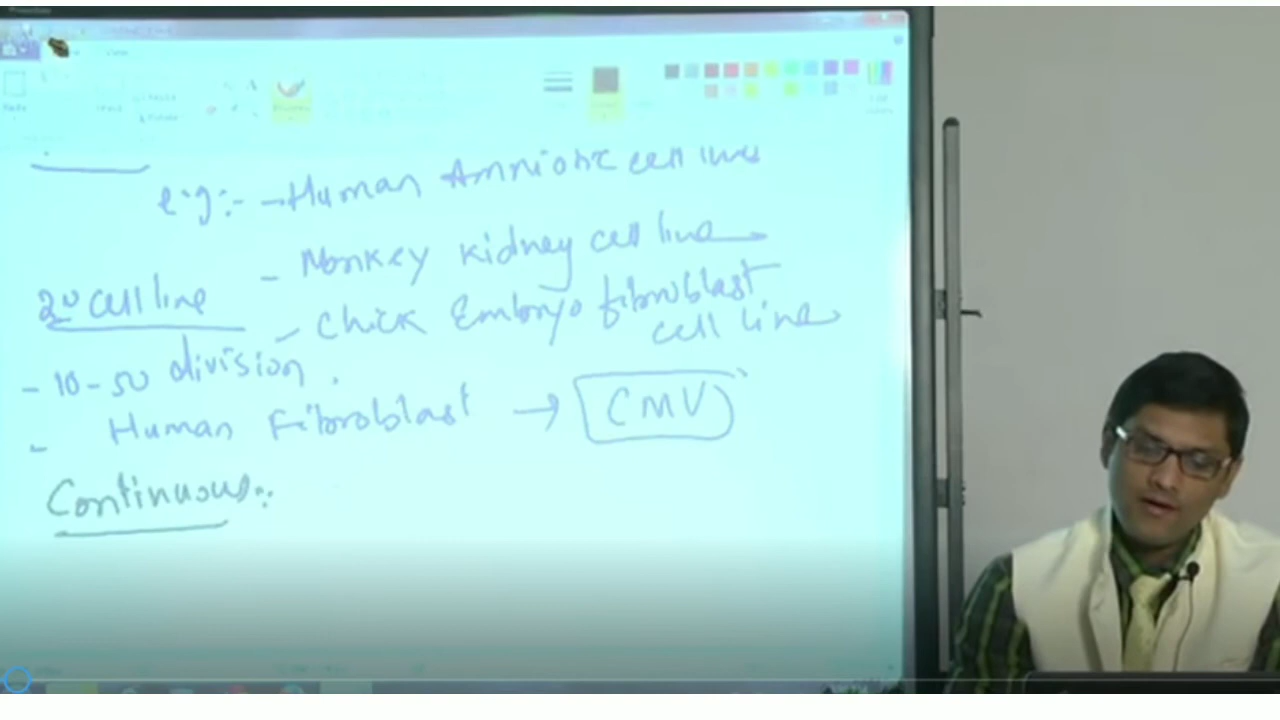 e.g:- - Human Amniotic cell lines
- Monkey kidney cell line
2° cell line
- Chick Embryo fibroblast
cell line
- 10-50 division.
- Human Fibroblast → CMV
Continuous:-